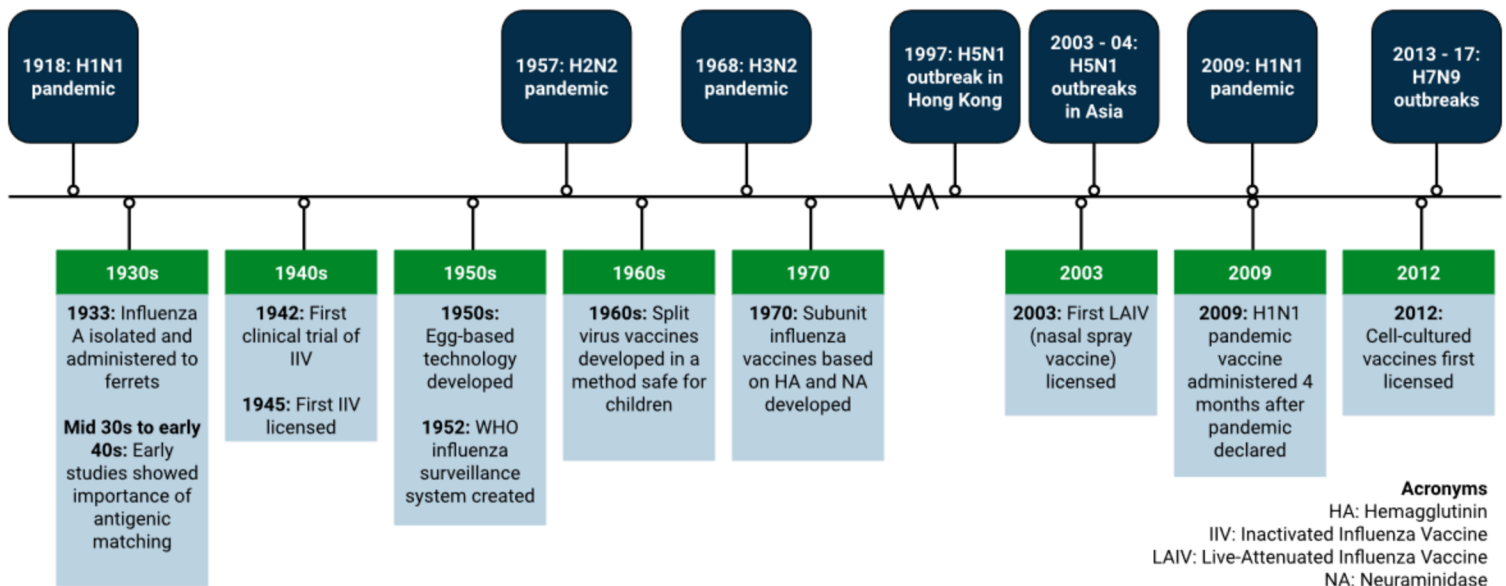 1918: H1N1
pandemic
1957: H2N2
pandemic
1968: H3N2
pandemic
1997: H5N1
outbreak in
Hong Kong
2003 - 04:
H5N1
outbreaks
in Asia
2009: H1N1
pandemic
2013 - 17:
H7N9
outbreaks
1930s
1933: Influenza
A isolated and
administered to
ferrets
Mid 30s to early
40s: Early
studies showed
importance of
antigenic
matching
1940s
1942: First
clinical trial of
IIV
1945: First IIV
licensed
1950s
1950s:
Egg-based
technology
developed
1952: WHO
influenza
surveillance
system created
1960s
1960s: Split
virus vaccines
developed in a
method safe for
children
1970
1970: Subunit
influenza
vaccines based
on HA and NA
developed
2003
2003: First LAIV
(nasal spray
vaccine)
licensed
2009
2009: H1N1
pandemic
vaccine
administered 4
months after
pandemic
declared
2012
2012:
Cell-cultured
vaccines first
licensed
Acronyms
HA: Hemagglutinin
IIV: Inactivated Influenza Vaccine
LAIV: Live-Attenuated Influenza Vaccine
NA: Neuraminidase